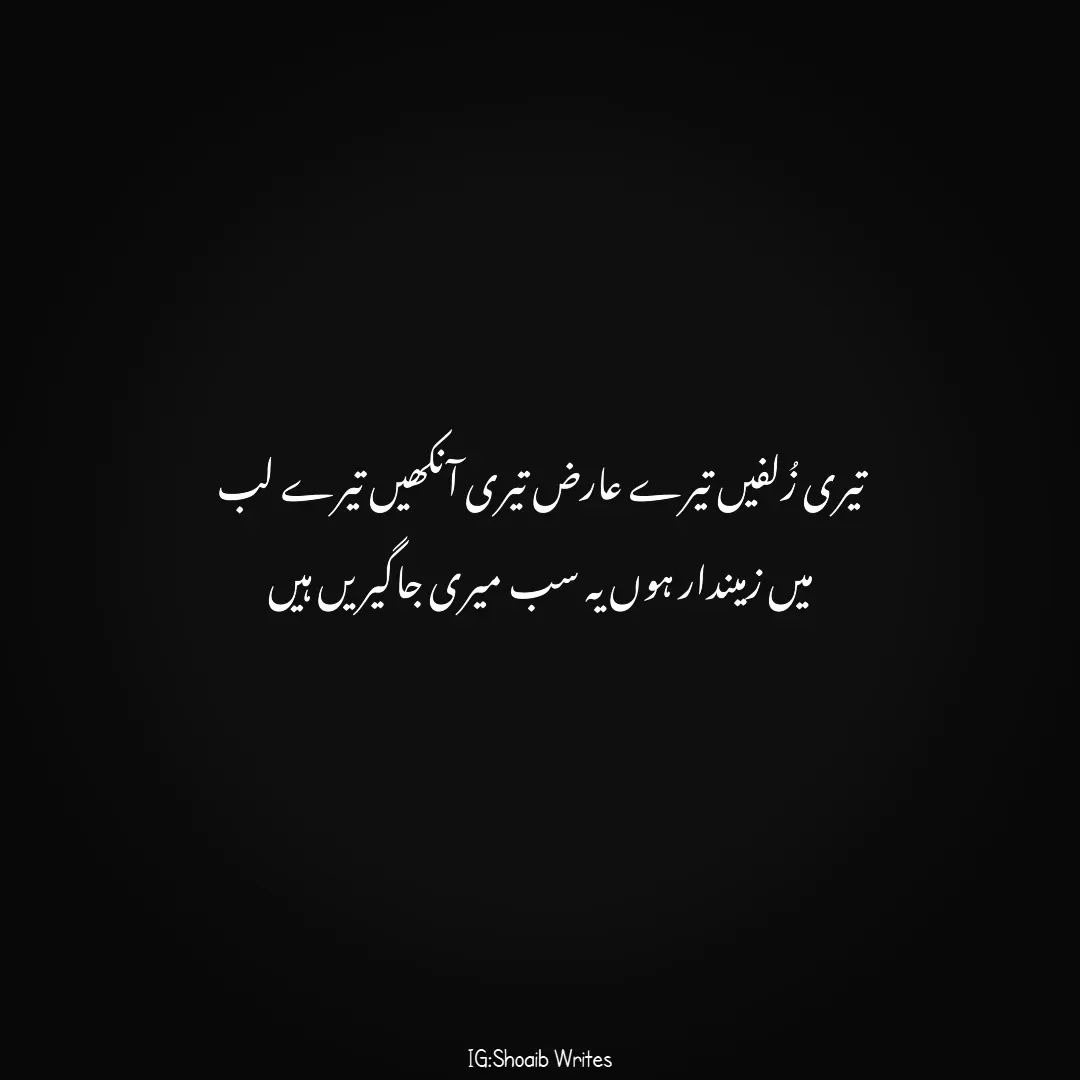 تیری زُلفیں تیرے عارض تیری آنکھیں تیرے لب
میں زمیندار ہوں یہ سب میری جاگیریں ہیں
IG:Shoaib Writes